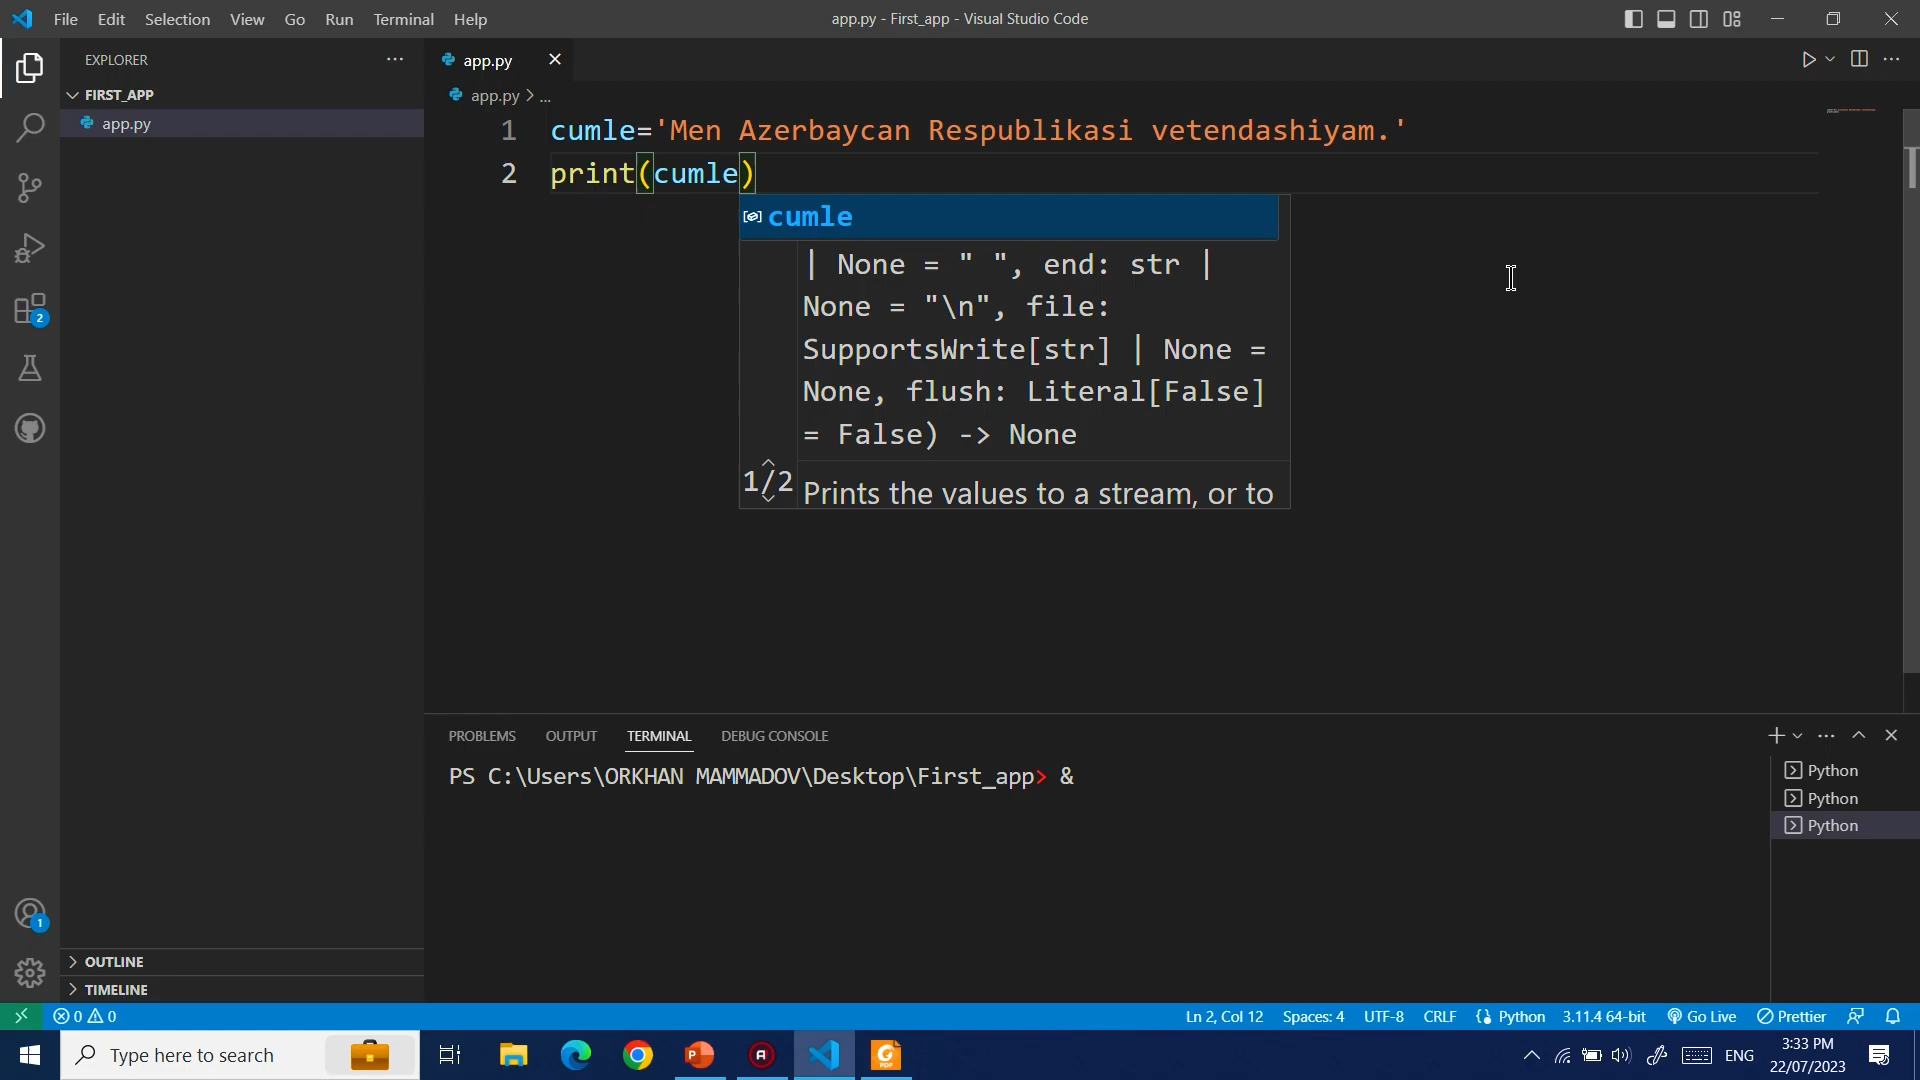 File Edit Selection View Go Run Terminal Help
app.py - First_app - Visual Studio Code
EXPLORER
FIRST_APP
app.py
OUTLINE
TIMELINE
app.py
app.py > ...
1 cumle='Men Azerbaycan Respublikasi vetendashiyam.'
2 print(cumle)
cumle
| None = " ", end: str |
None = "\n", file:
SupportsWrite[str] | None =
None, flush: Literal[False]
= False) -> None
1/2
Prints the values to a stream, or to
PROBLEMS OUTPUT TERMINAL DEBUG CONSOLE
PS C:\Users\ORKHAN MAMMADOV\Desktop\First_app> &
Python
Python
Python
2
1
0 0
Ln 2, Col 12 Spaces: 4 UTF-8 CRLF Python 3.11.4 64-bit Go Live Prettier
Type here to search
ENG
3:33 PM
22/07/2023